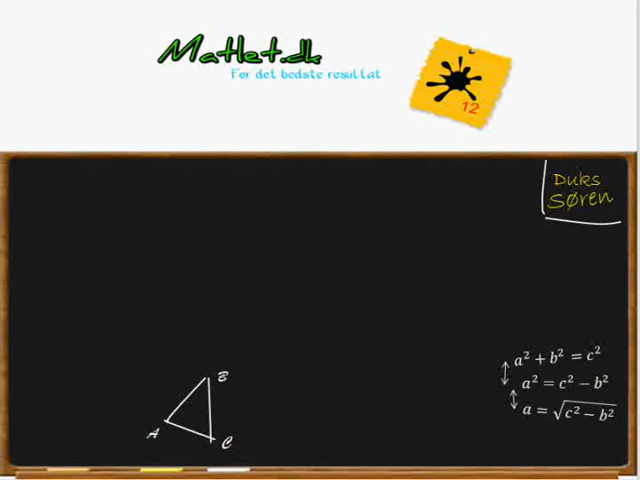 Matlet.dk
For det bedste resultat
12
Duks
Søren
a² + b² = c²
a² = c² − b²
a = √(c² − b²)
B
A
C